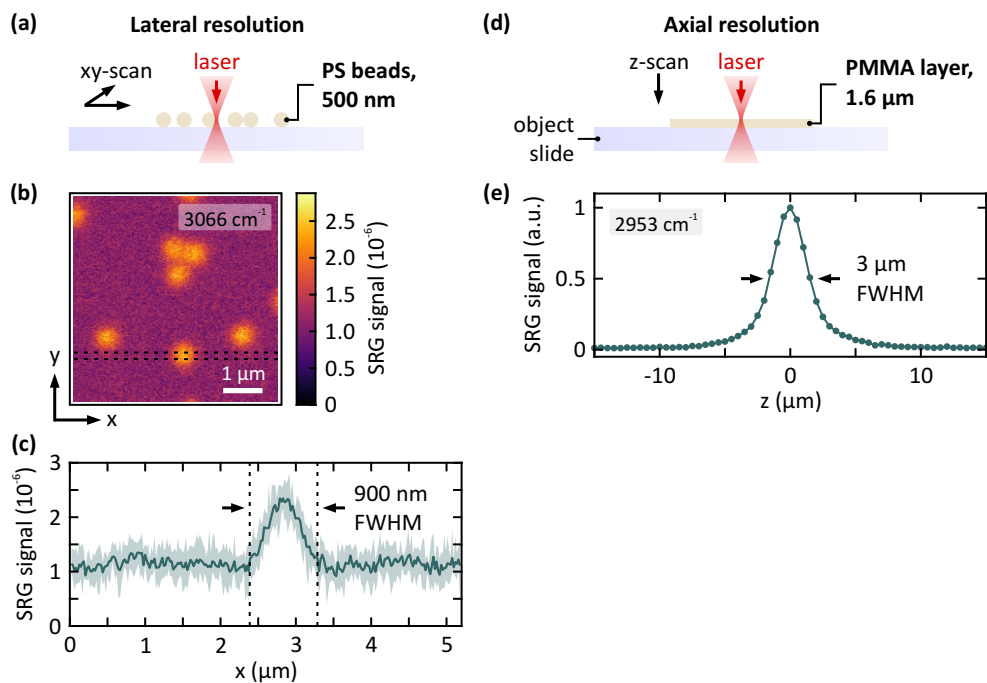 (a)
Lateral resolution
xy-scan
laser
PS beads,
500 nm
(b)
3066 cm⁻¹
1 μm
y
x
2.5
2.0
1.5
1.0
0.5
0
SRG signal (10⁻⁶)
(c)
3
2
1
0
SRG signal (10⁻⁶)
900 nm
FWHM
0 1 2 3 4 5
x (μm)
(d)
Axial resolution
z-scan
laser
PMMA layer,
1.6 μm
object
slide
(e)
2953 cm⁻¹
1
0.5
0
SRG signal (a.u.)
3 μm
FWHM
-10 0 10
z (μm)